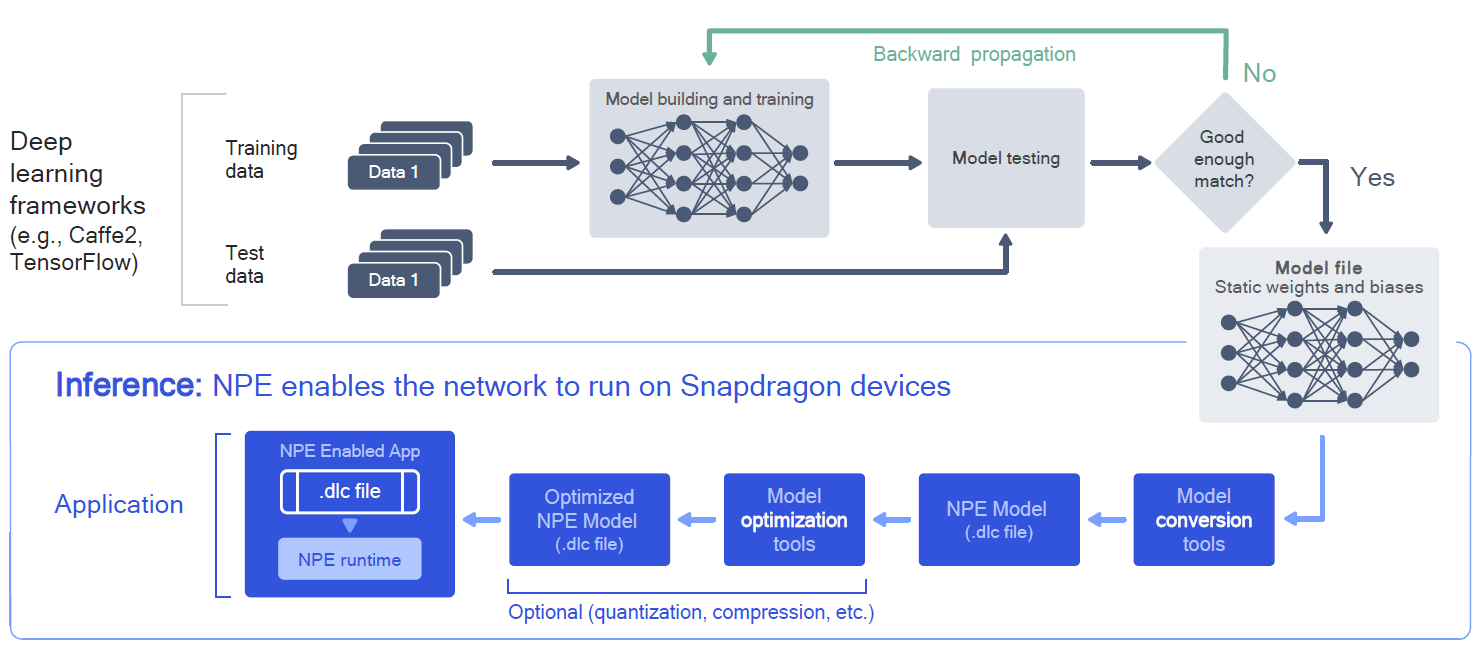 Backward propagation
No
Deep
learning
frameworks
(e.g., Caffe2,
TensorFlow)
Training
data
Data 1
Test
data
Data 1
Model building and training
Model testing
Good
enough
match?
Yes
Model file
Static weights and biases
Inference: NPE enables the network to run on Snapdragon devices
Application
NPE Enabled App
.dlc file
NPE runtime
Optimized
NPE Model
(.dlc file)
Model
optimization
tools
NPE Model
(.dlc file)
Model
conversion
tools
Optional (quantization, compression, etc.)